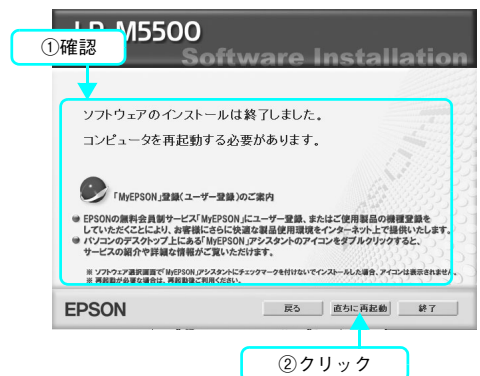 LP-M5500
①確認
Software Installation
ソフトウェアのインストールは終了しました。
コンピュータを再起動する必要があります。
「MyEPSON」登録(ユーザー登録)のご案内
EPSONの無料会員制サービス「MyEPSON」にユーザー登録、またはご使用製品の機種登録を
していただくことにより、お客様にさらに快適な製品使用環境をインターネット上で提供いたします。
パソコンのデスクトップ上にある「MyEPSON」アシスタントのアイコンをダブルクリックすると、
サービスの紹介や詳細な情報がご覧いただけます。
※ ソフトウェア選択画面で「MyEPSON」アシスタントにチェックマークを付けないでインストールした場合、アイコンは表示されません。
※ 再起動が必要な場合は、再起動後ご利用ください。
EPSON
戻る
直ちに再起動
終了
②クリック